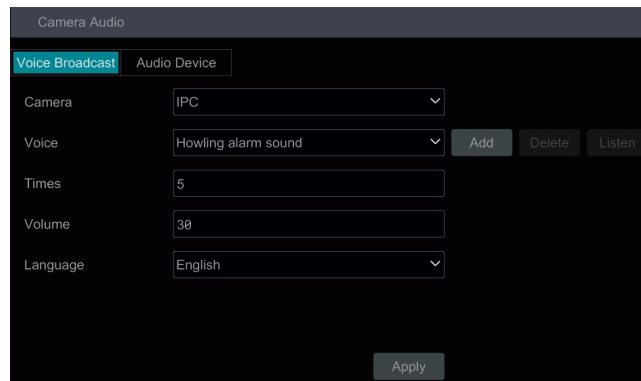 Camera Audio
Voice Broadcast Audio Device
Camera IPC
Voice Howling alarm sound Add Delete Listen
Times 5
Volume 30
Language English
Apply